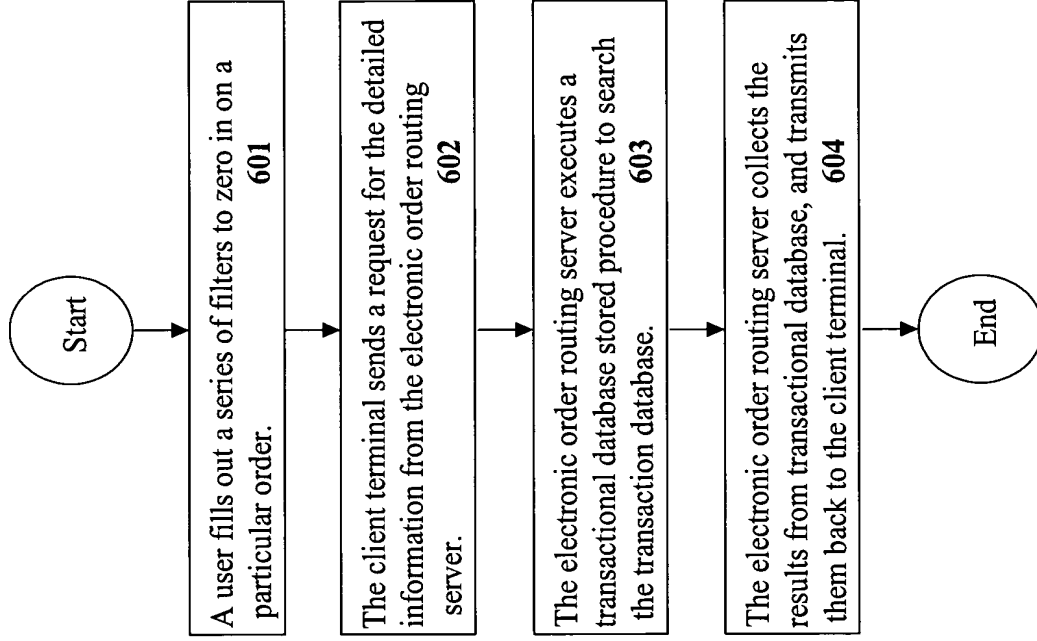 Start
A user fills out a series of filters to zero in on a
particular order.
601
The client terminal sends a request for the detailed
information from the electronic order routing
server.
602
The electronic order routing server executes a
transactional database stored procedure to search
the transaction database.
603
The electronic order routing server collects the
results from transactional database, and transmits
them back to the client terminal.
604
End